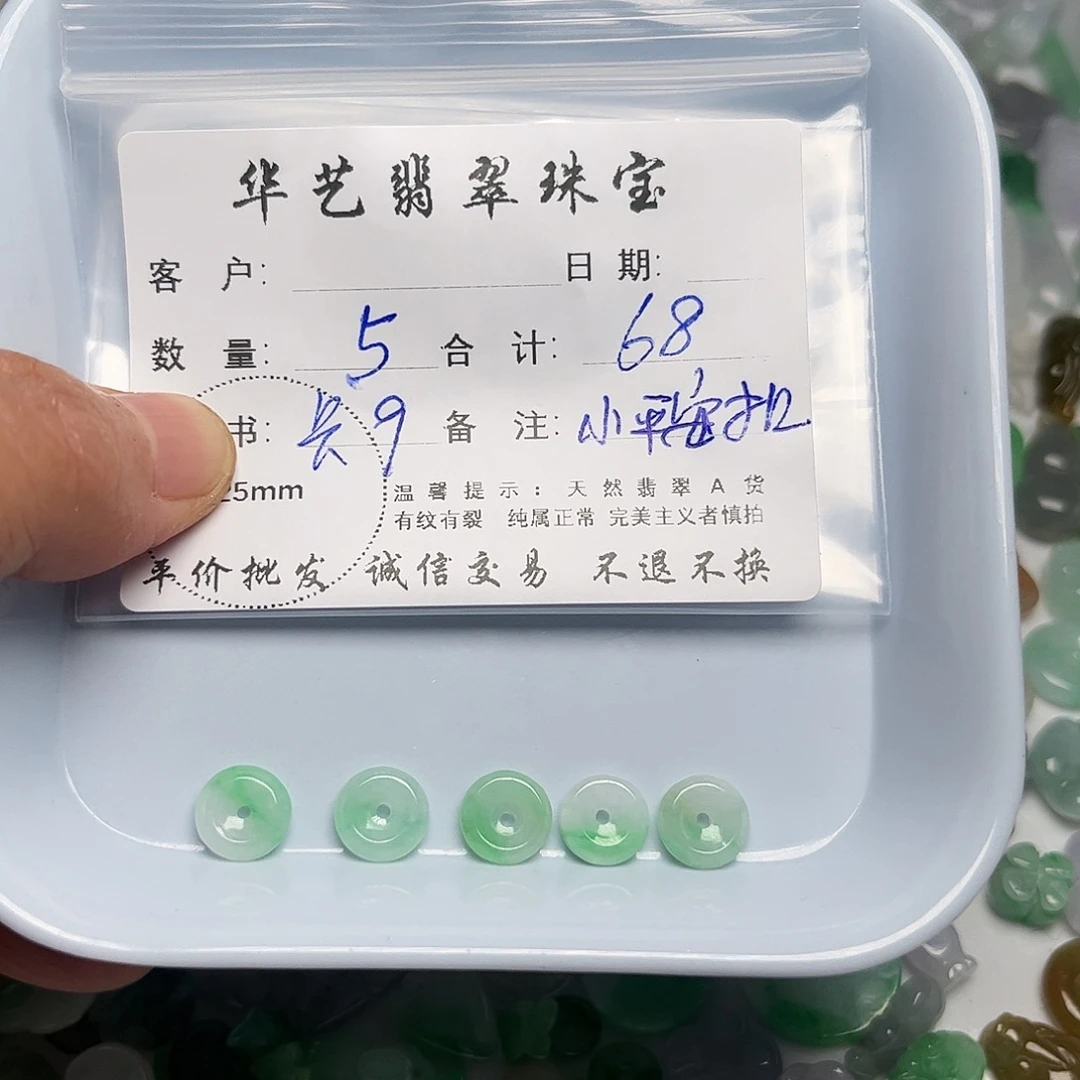 华艺翡翠珠宝
客 户: 日 期:
数 量: 5 合 计: 68
书: 长9 备 注: 小平安扣
25mm
温馨提示: 天然翡翠A货
有纹有裂 纯属正常 完美主义者慎拍
平价批发 诚信交易 不退不换